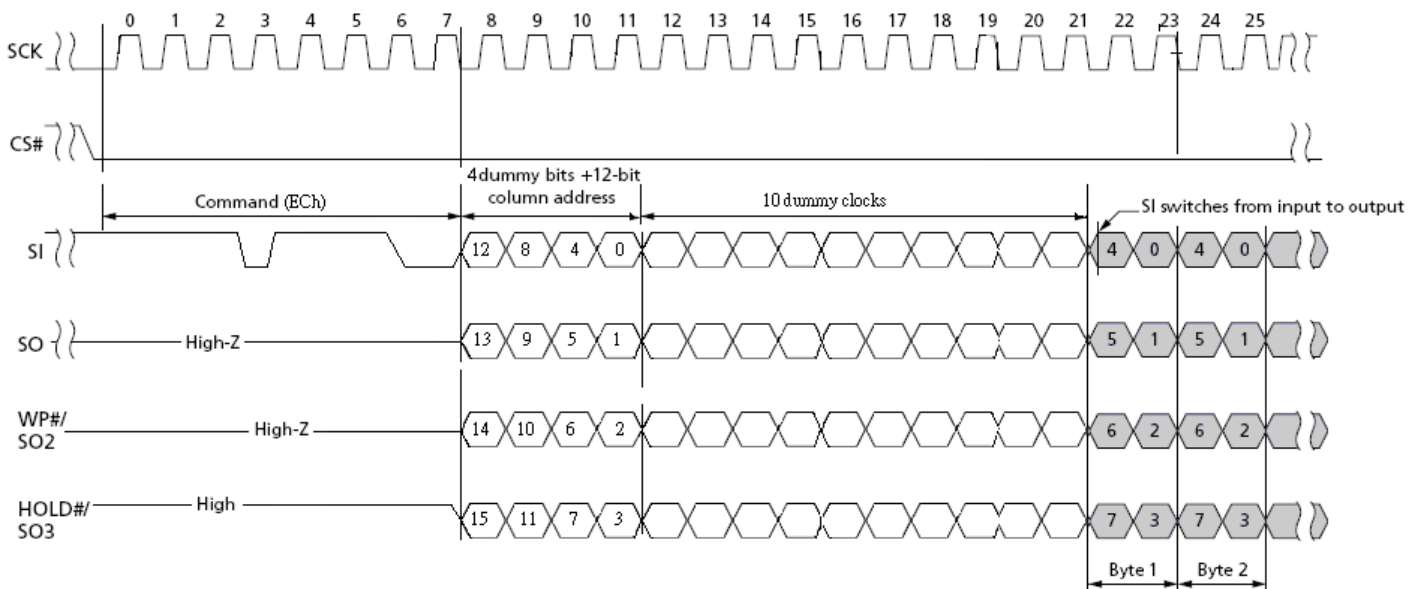 0 1 2 3 4 5 6 7 8 9 10 11 12 13 14 15 16 17 18 19 20 21 22 23 24 25
SCK
CS#
4dummy bits +12-bit
column address
Command (ECh)
10 dummy clocks
SI switches from input to output
SI
12 8 4 0
4 0 4 0
SO
High-Z
13 9 5 1
5 1 5 1
WP#/
SO2
High-Z
14 10 6 2
6 2 6 2
HOLD#/
SO3
High
15 11 7 3
7 3 7 3
Byte 1
Byte 2